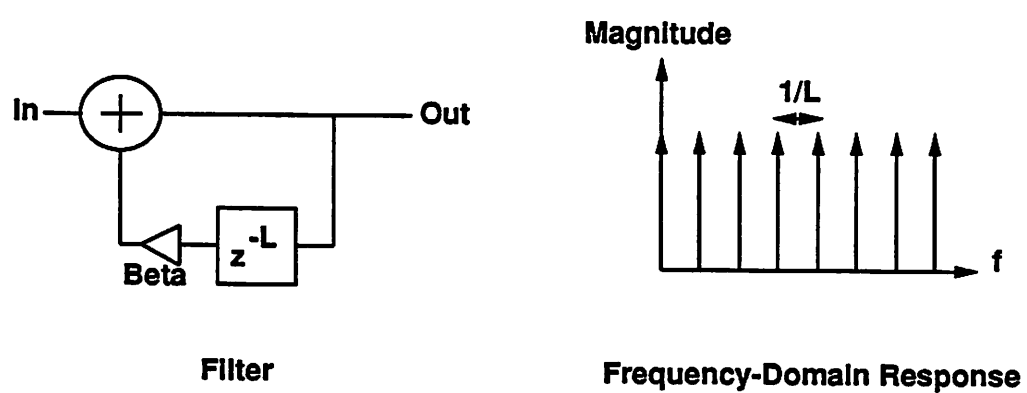 Magnitude
1/L
In
+
Out
z^-L
Beta
f
Filter
Frequency-Domain Response